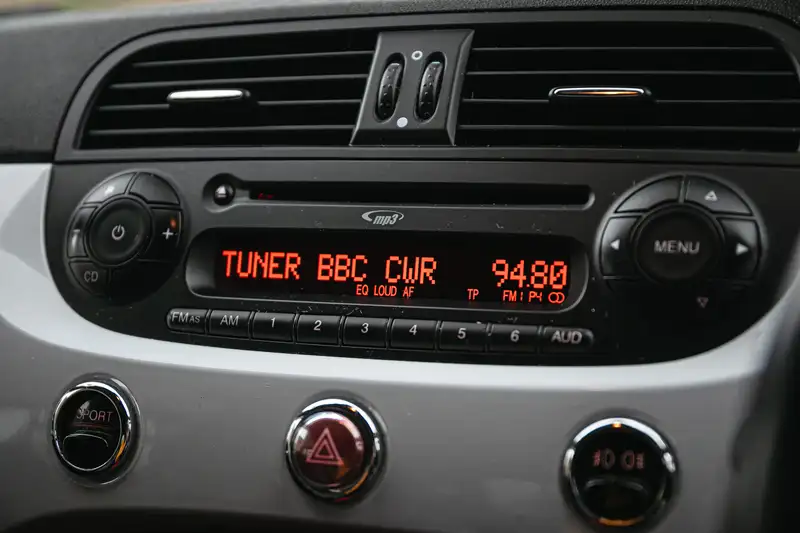 mp3
TUNER BBC CWR 94.80
EQ LOUD AF TP FM1 P4
MENU
CD
FM AS AM 1 2 3 4 5 6 AUD
SPORT